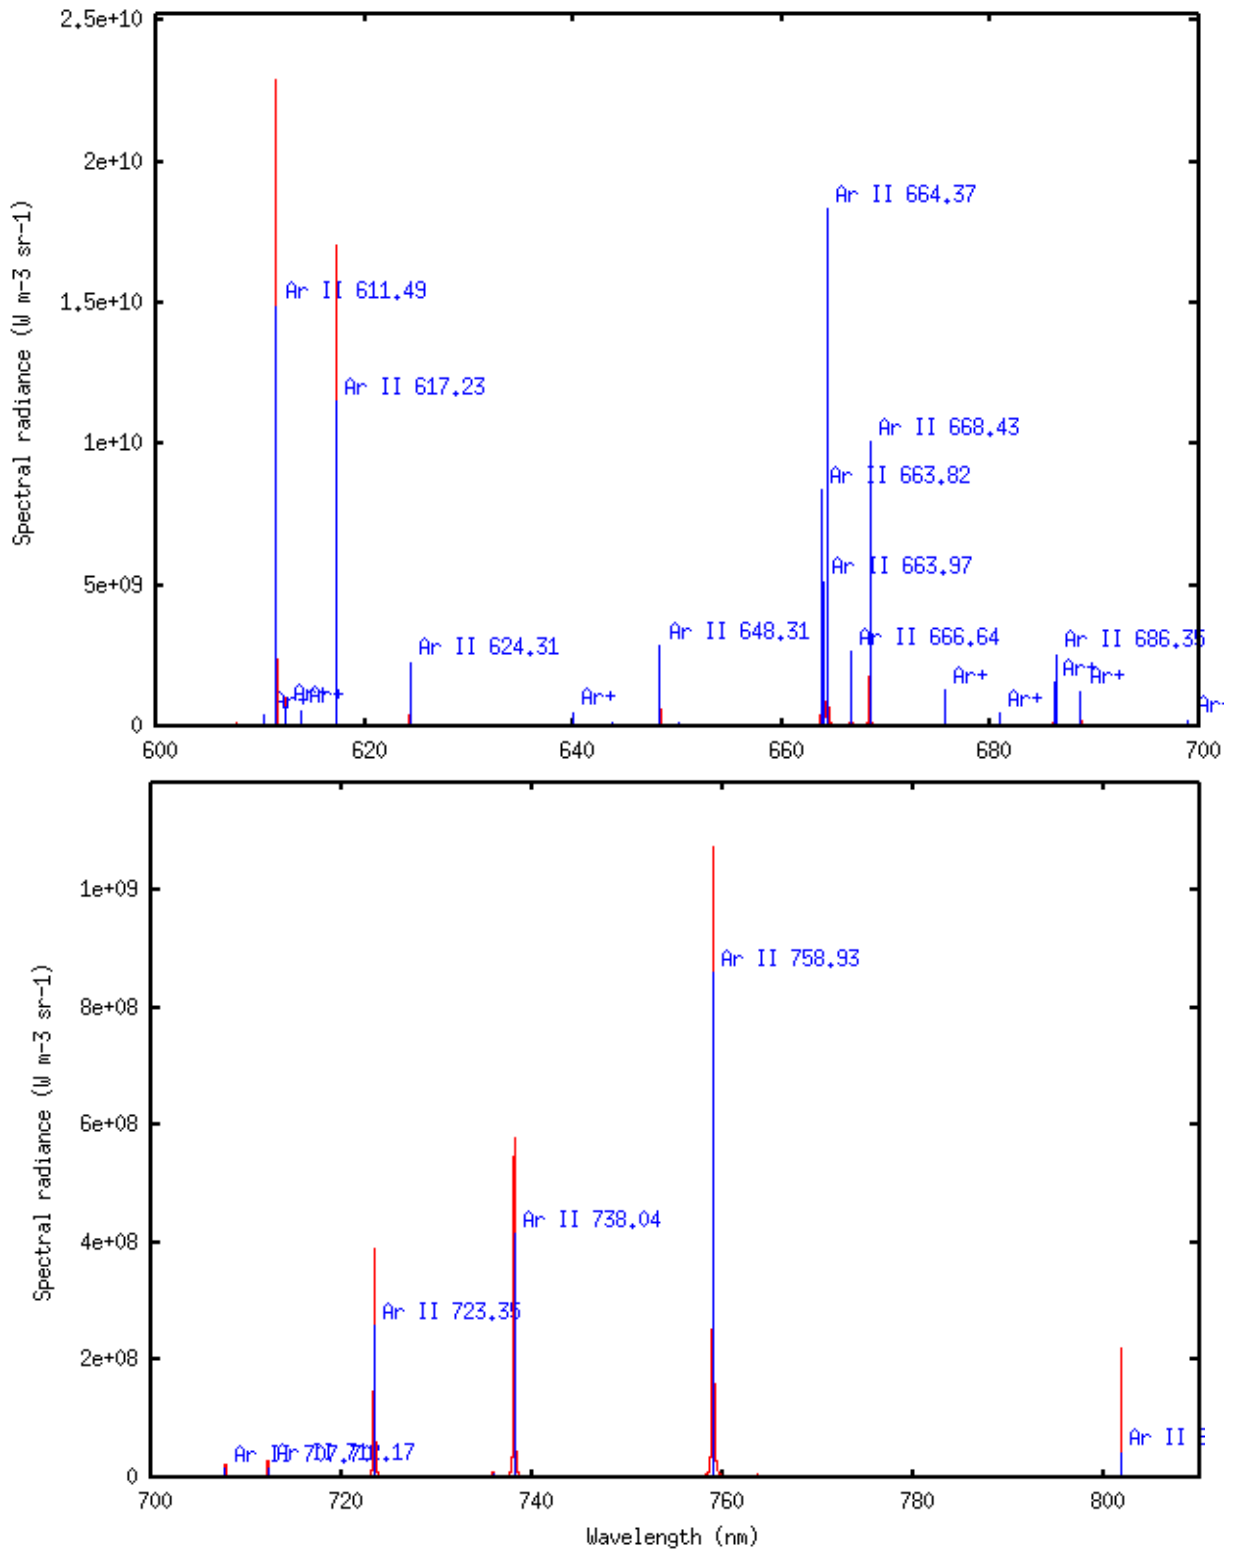 2.5e+10
2e+10
Ar II 664.37
1.5e+10
Ar II 611.49
Ar II 617.23
Ar II 668.43
1e+10
Ar II 663.82
Ar II 663.97
5e+09
Ar II 624.31
Ar II 648.31
Ar II 666.64
Ar II 686.35
Ar+
Ar+
Ar+
Ar+
Ar+
0
600 620 640 660 680 700
Spectral radiance (W m-3 sr-1)
1e+09
Ar II 758.93
8e+08
6e+08
Ar II 738.04
4e+08
Ar II 723.35
2e+08
Ar II
0
700 720 740 760 780 800
Spectral radiance (W m-3 sr-1)
Wavelength (nm)